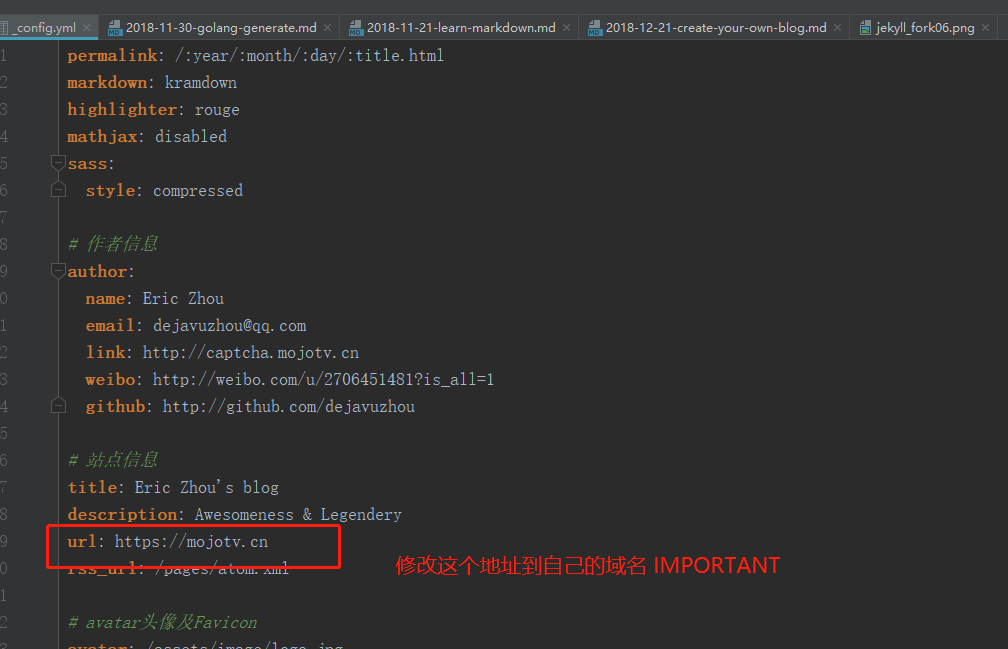 _config.yml 2018-11-30-golang-generate.md 2018-11-21-learn-markdown.md 2018-12-21-create-your-own-blog.md jekyll_fork06.png
1 permalink: /:year/:month/:day/:title.html
2 markdown: kramdown
3 highlighter: rouge
4 mathjax: disabled
5 sass:
6 style: compressed
7
8 # 作者信息
9 author:
0 name: Eric Zhou
1 email: dejavuzhou@qq.com
2 link: http://captcha.mojotv.cn
3 weibo: http://weibo.com/u/2706451481?is_all=1
4 github: http://github.com/dejavuzhou
5
6 # 站点信息
7 title: Eric Zhou's blog
8 description: Awesomeness & Legendery
9 url: https://mojotv.cn
修改这个地址到自己的域名 IMPORTANT
0 rss_url: /pages/atom.xml
1
2 # avatar头像及Favicon
3 avatar: /assets/image/logo.jpg